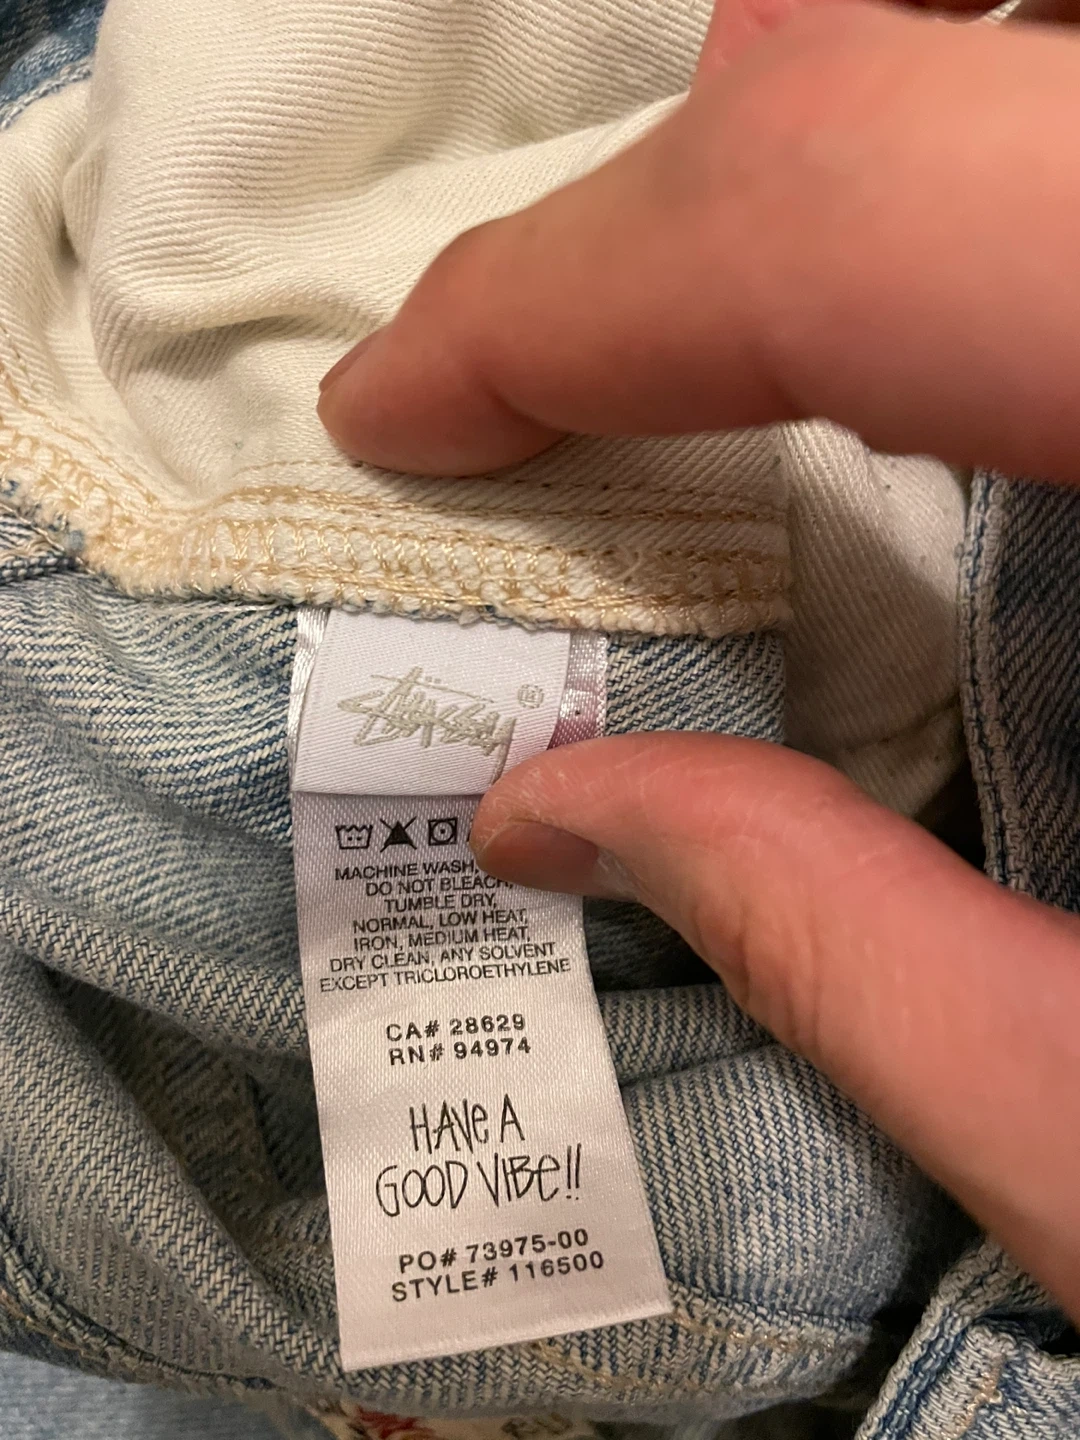 Stüssy ®
MACHINE WASH,
DO NOT BLEACH,
TUMBLE DRY,
NORMAL, LOW HEAT,
IRON, MEDIUM HEAT,
DRY CLEAN, ANY SOLVENT
EXCEPT TRICLOROETHYLENE
CA# 28629
RN# 94974
HAVE A
GOOD VIBE!!
PO# 73975-00
STYLE# 116500